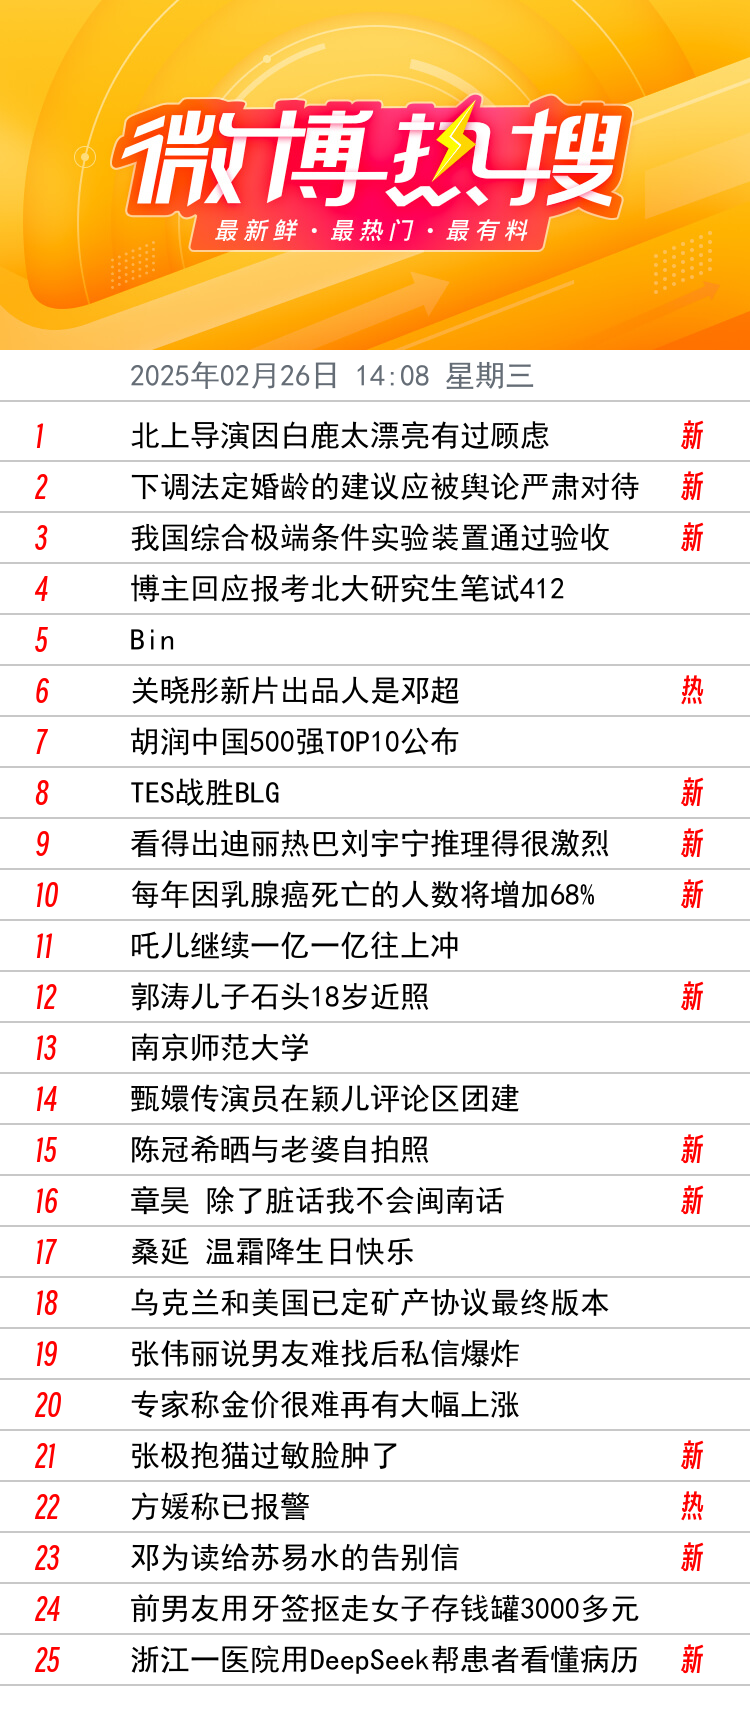 微博热搜
最新鲜·最热门·最有料
2025年02月26日 14:08 星期三
1 北上导演因白鹿太漂亮有过顾虑 新
2 下调法定婚龄的建议应被舆论严肃对待 新
3 我国综合极端条件实验装置通过验收 新
4 博主回应报考北大研究生笔试412
5 Bin
6 关晓彤新片出品人是邓超 热
7 胡润中国500强TOP10公布
8 TES战胜BLG 新
9 看得出迪丽热巴刘宇宁推理得很激烈 新
10 每年因乳腺癌死亡的人数将增加68% 新
11 吒儿继续一亿一亿往上冲
12 郭涛儿子石头18岁近照 新
13 南京师范大学
14 甄嬛传演员在颖儿评论区团建
15 陈冠希晒与老婆自拍照 新
16 章昊 除了脏话我不会闽南话 新
17 桑延 温霜降生日快乐
18 乌克兰和美国已定矿产协议最终版本
19 张伟丽说男友难找后私信爆炸
20 专家称金价很难再有大幅上涨
21 张极抱猫过敏脸肿了 新
22 方媛称已报警 热
23 邓为读给苏易水的告别信 新
24 前男友用牙签抠走女子存钱罐3000多元
25 浙江一医院用DeepSeek帮患者看懂病历 新